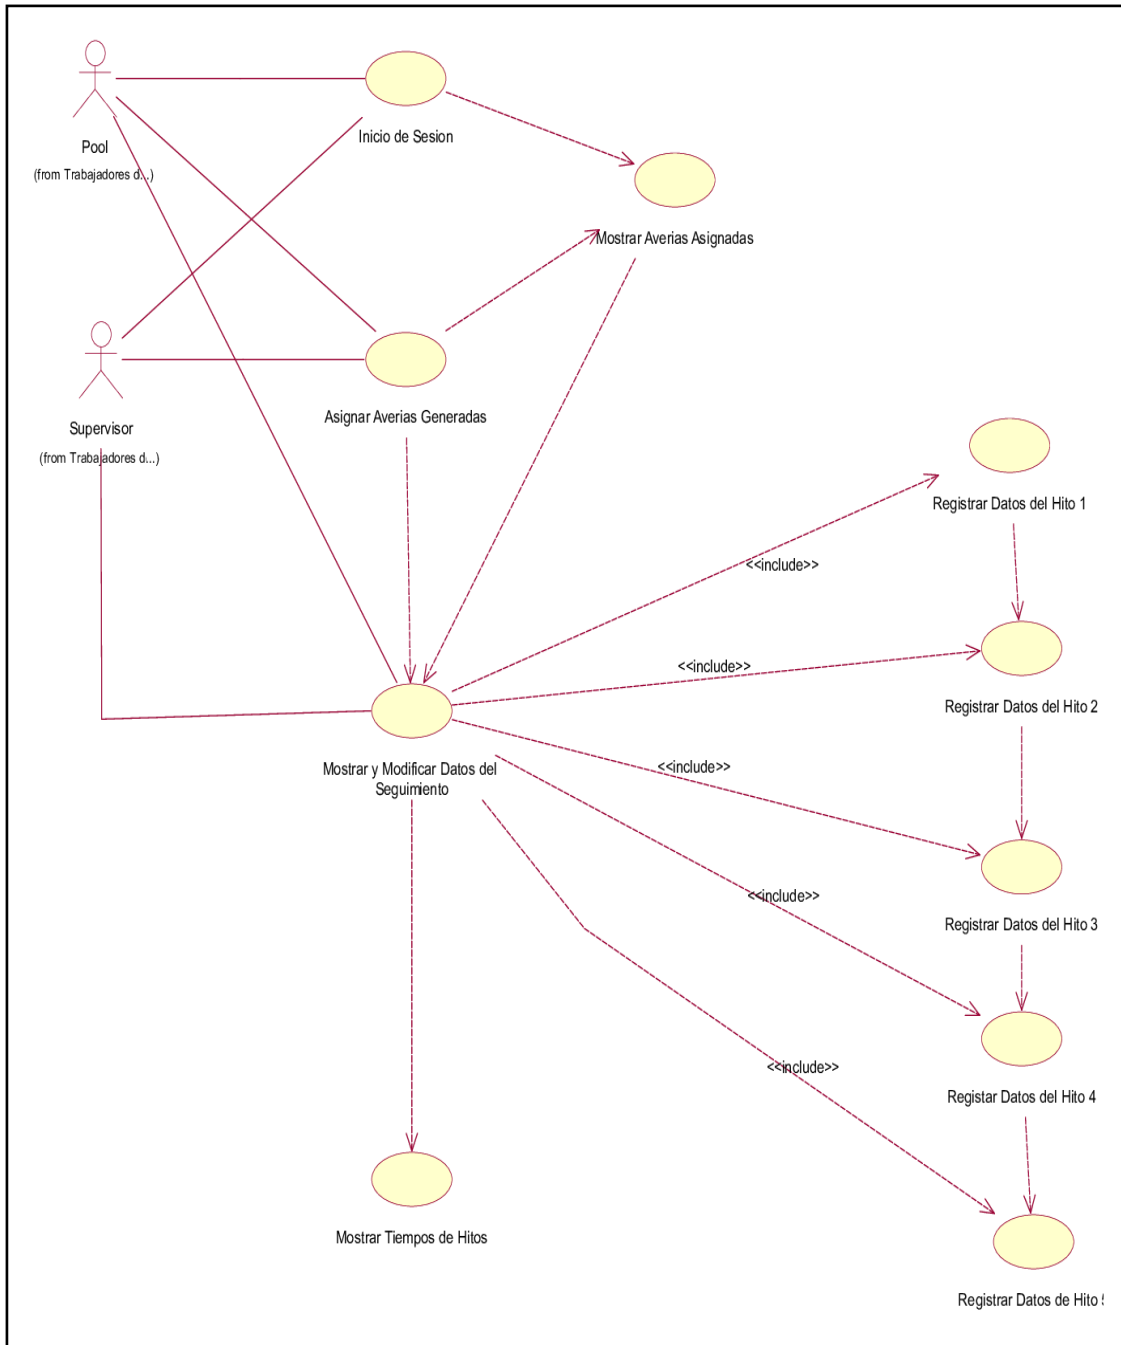 Pool
(from Trabajadores d...)
Inicio de Sesion
Mostrar Averias Asignadas
Supervisor
(from Trabajadores d...)
Asignar Averias Generadas
Registrar Datos del Hito 1
<<include>>
<<include>>
Registrar Datos del Hito 2
Mostrar y Modificar Datos del
Seguimiento
<<include>>
<<include>>
Registrar Datos del Hito 3
<<include>>
Registar Datos del Hito 4
Mostrar Tiempos de Hitos
Registrar Datos de Hito 5